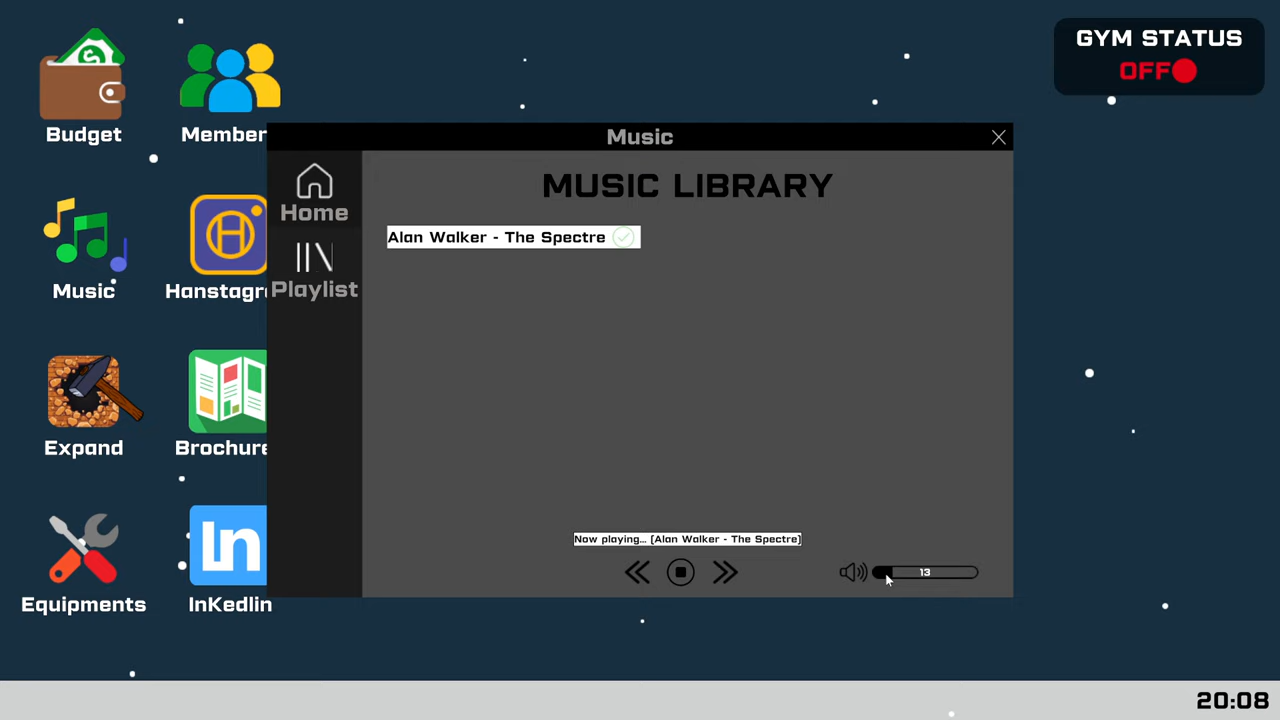 GYM STATUS
OFF
Budget
Member
Music
Home
MUSIC LIBRARY
Alan Walker - The Spectre
Playlist
Music
Hanstagr
Expand
Brochure
Now playing... (Alan Walker - The Spectre)
13
In
Equipments
InKedlin
20:08